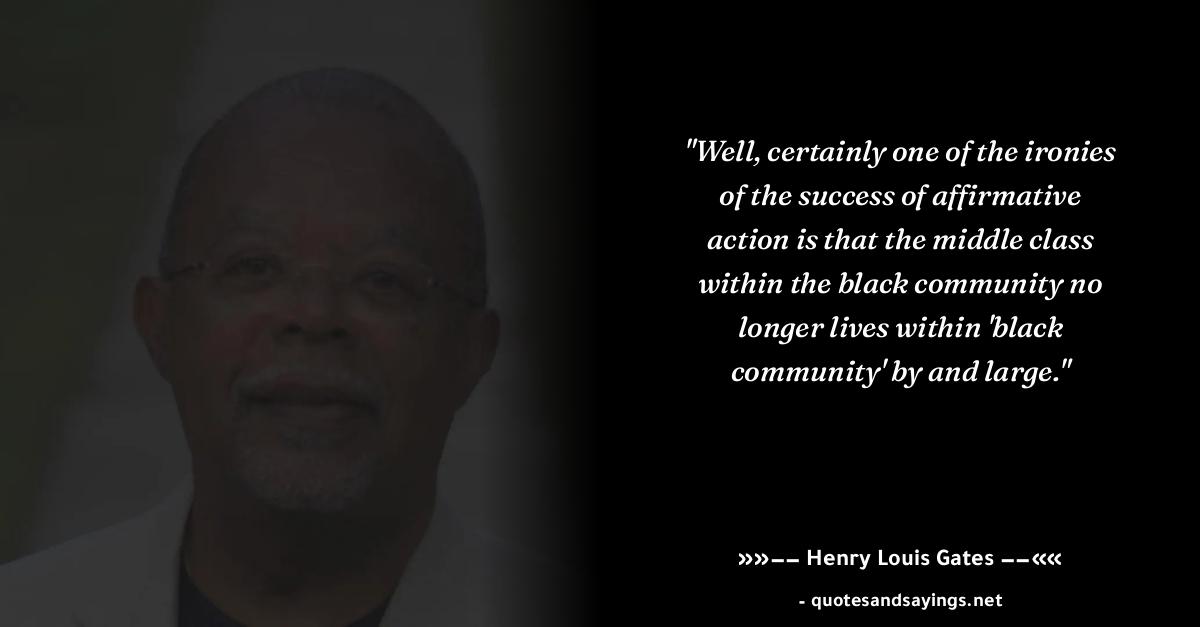 "Well, certainly one of the ironies
of the success of affirmative
action is that the middle class
within the black community no
longer lives within 'black
community' by and large."
»»−− Henry Louis Gates −−««
- quotesandsayings.net